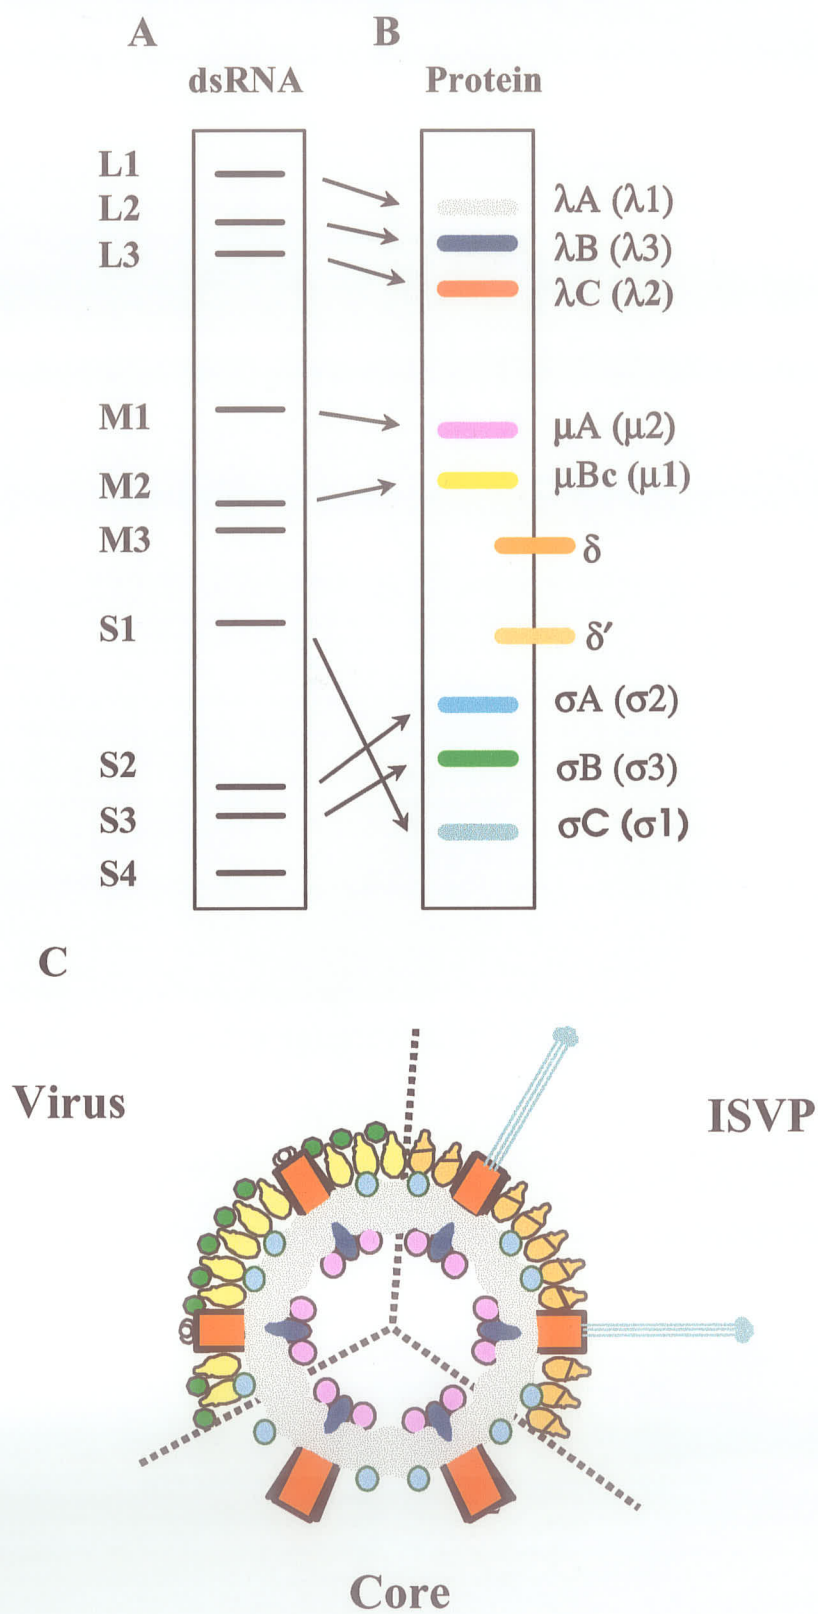 A
B
dsRNA
Protein
L1
L2
L3
M1
M2
M3
S1
S2
S3
S4
λA (λ1)
λB (λ3)
λC (λ2)
μA (μ2)
μBc (μ1)
δ
δ′
σA (σ2)
σB (σ3)
σC (σ1)
C
Virus
ISVP
Core